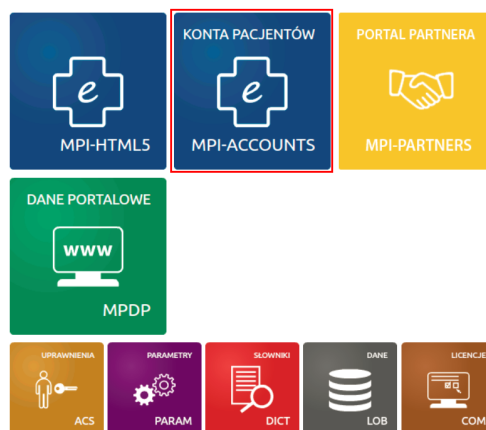 KONTA PACJENTÓW
PORTAL PARTNERA
e
e
MPI-HTML5
MPI-ACCOUNTS
MPI-PARTNERS
DANE PORTALOWE
www
MPDP
UPRAWNIENIA
PARAMETRY
SŁOWNIKI
DANE
LICENCJE
ACS
PARAM
DICT
LOB
COM